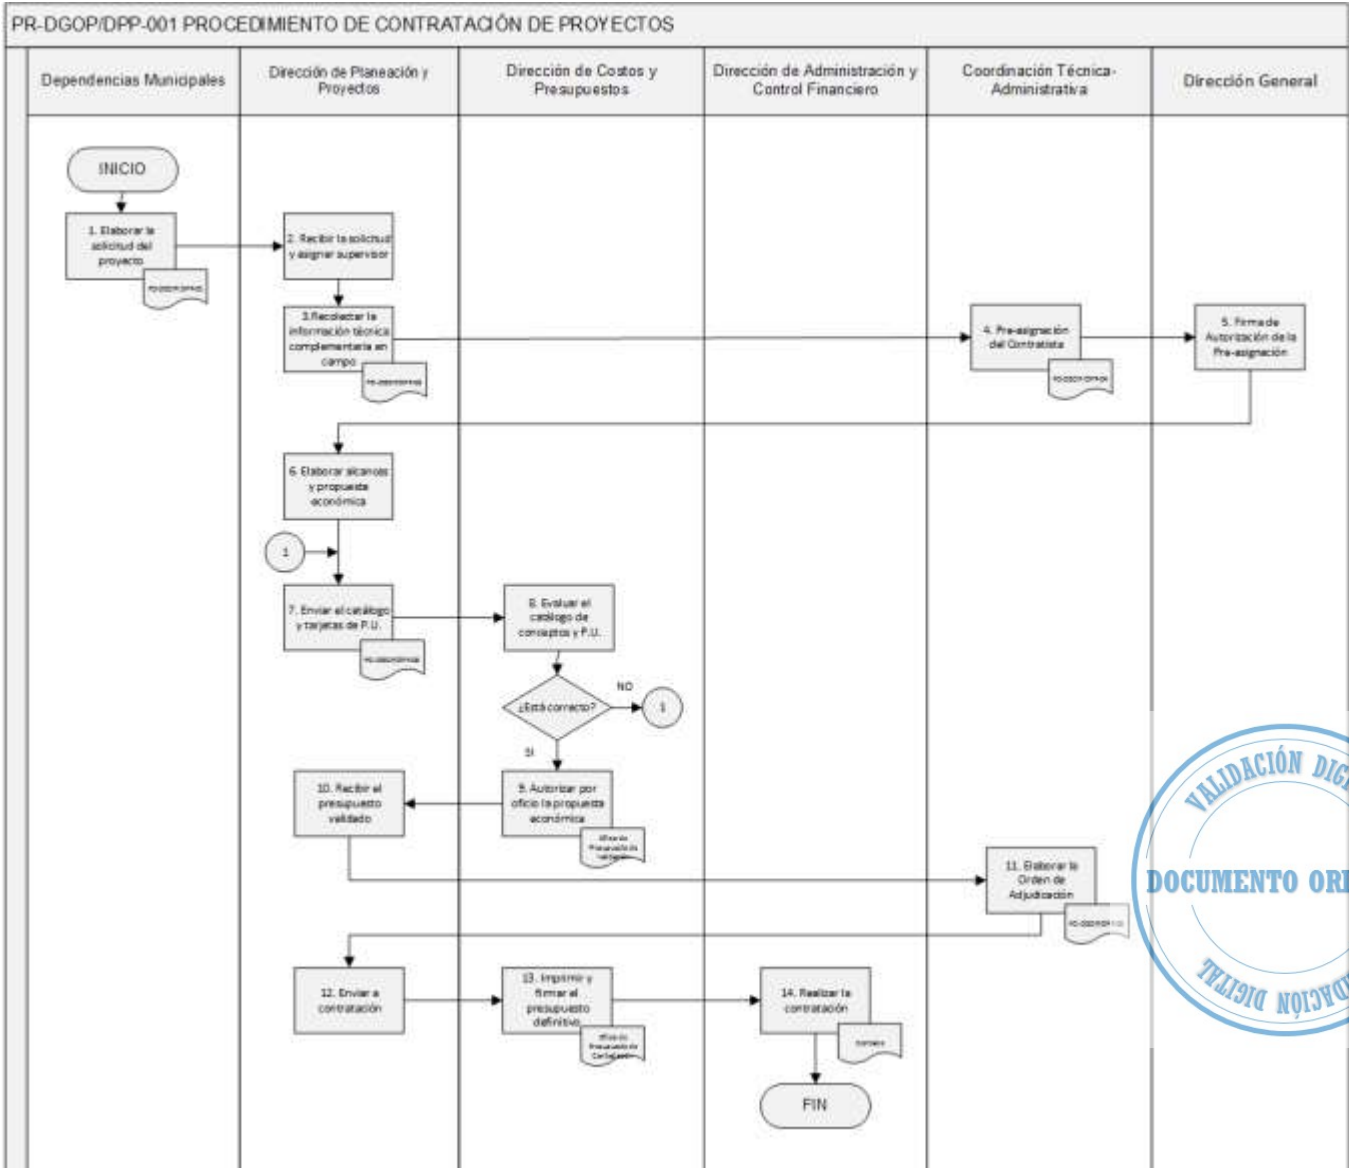 PR-DGOP/DPP-001 PROCEDIMIENTO DE CONTRATACIÓN DE PROYECTOS
Dependencias Municipales
Dirección de Planeación y
Proyectos
Dirección de Costos y
Presupuestos
Dirección de Administración y
Control Financiero
Coordinación Técnica-
Administrativa
Dirección General
INICIO
1. Elaborar la
solicitud del
proyecto
2. Recibir la solicitud
y asignar supervisor
3.Recolectar la
información técnica
complementaria en
campo
4. Pre-asignación
del Contratista
5. Firma de
Autorización de la
Pre-asignación
6. Elaborar alcances
y propuesta
económica
1
7. Enviar el catálogo
y tarjetas de P.U.
8. Evaluar el
catálogo de
conceptos y P.U.
¿Está correcto?
NO
1
SI
9. Autorizar por
oficio la propuesta
económica
10. Recibir el
presupuesto
validado
11. Elaborar la
Orden de
Adjudicación
12. Enviar a
contratación
13. Imprimir y
firmar el
presupuesto
definitivo
14. Realizar la
contratación
Contrato
FIN
VALIDACIÓN DIG
DOCUMENTO ORI
DACIÓN DIGITAL